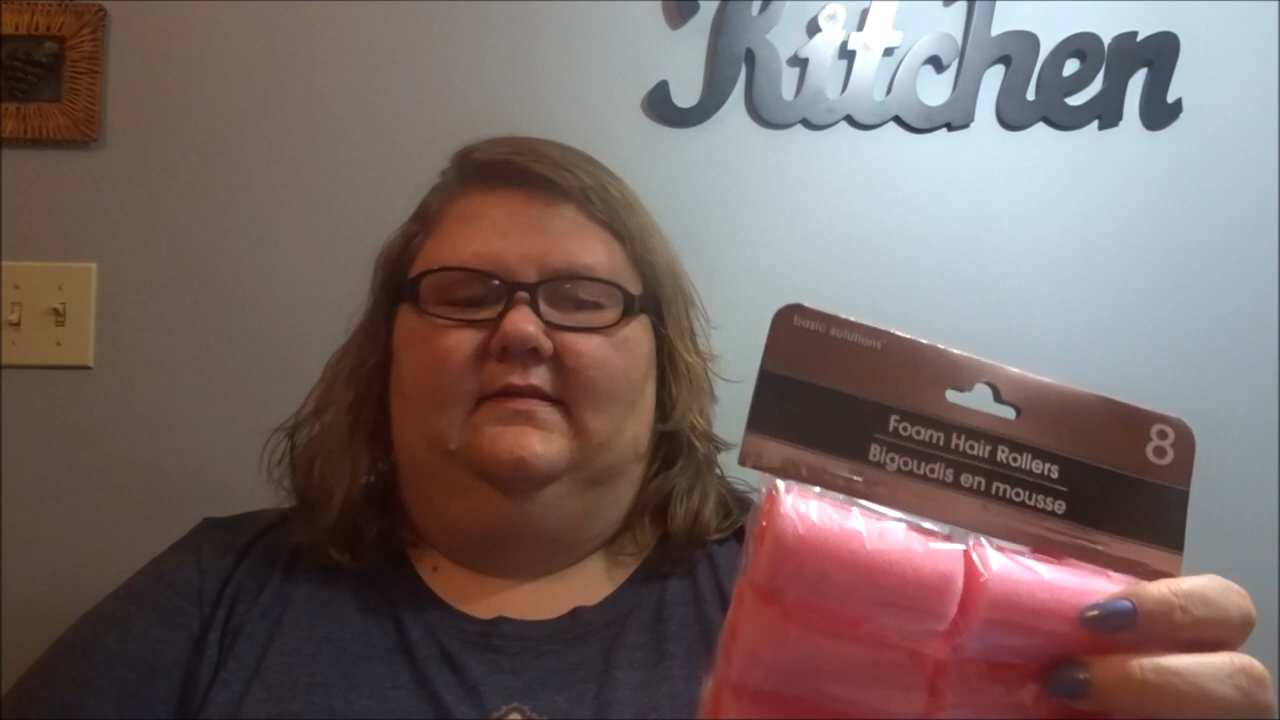 Kitchen
basic solutions
8
Foam Hair Rollers
Bigoudis en mousse